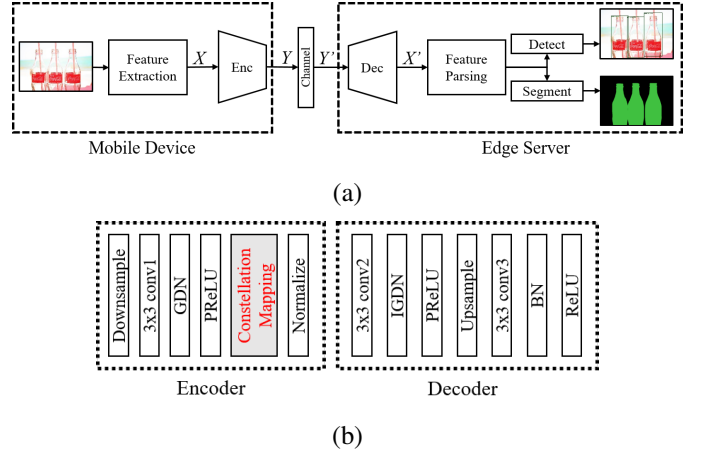 Feature
Extraction
X
Enc
Y
Channel
Y'
Dec
X'
Feature
Parsing
Detect
Segment
Mobile Device
Edge Server
(a)
Downsample
3x3 conv1
GDN
PReLU
Constellation
Mapping
Normalize
3x3 conv2
IGDN
PReLU
Upsample
3x3 conv3
BN
ReLU
Encoder
Decoder
(b)